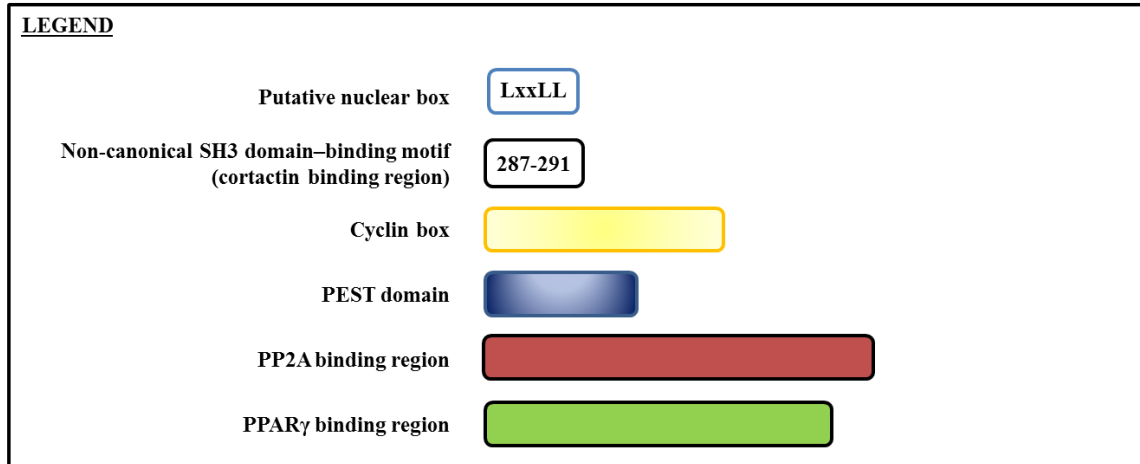 LEGEND
Putative nuclear box
LxxLL
Non-canonical SH3 domain–binding motif
(cortactin binding region)
287-291
Cyclin box
PEST domain
PP2A binding region
PPARγ binding region